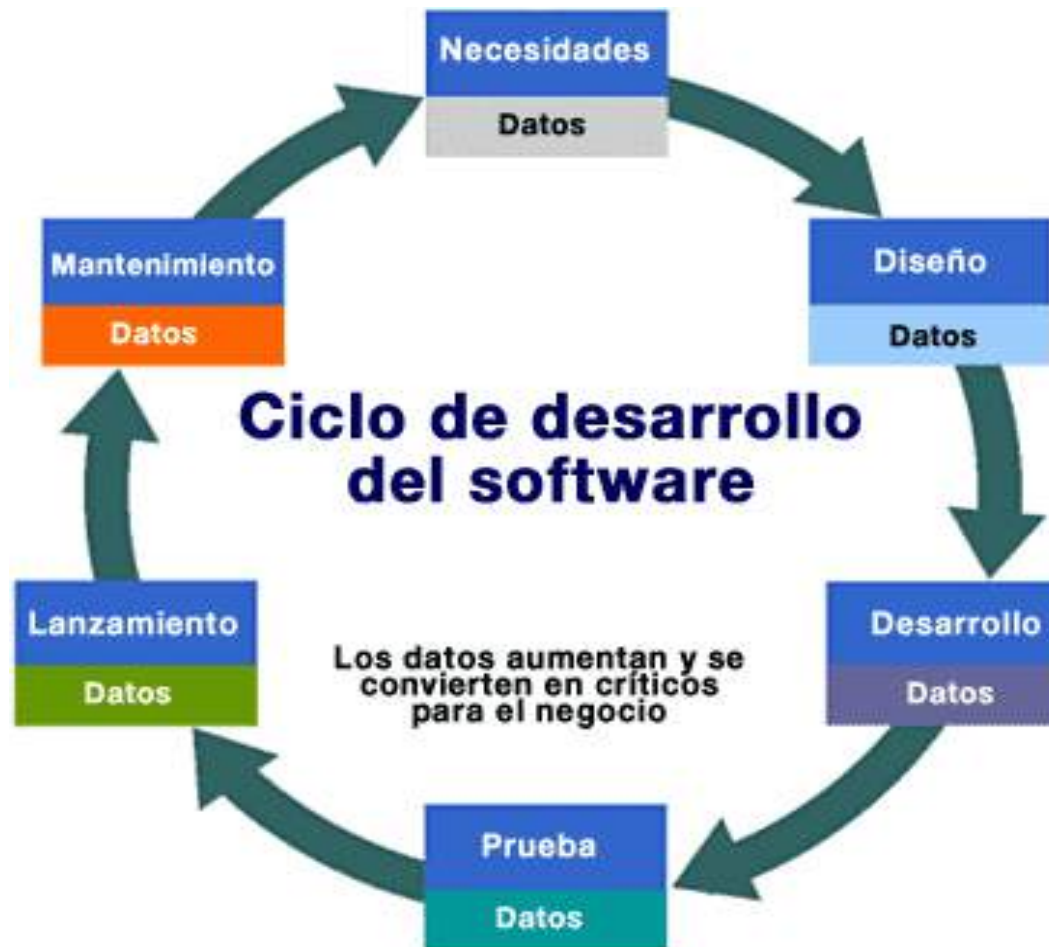 Necesidades
Datos
Diseño
Datos
Desarrollo
Datos
Prueba
Datos
Lanzamiento
Datos
Mantenimiento
Datos
Ciclo de desarrollo
del software
Los datos aumentan y se
convierten en críticos
para el negocio